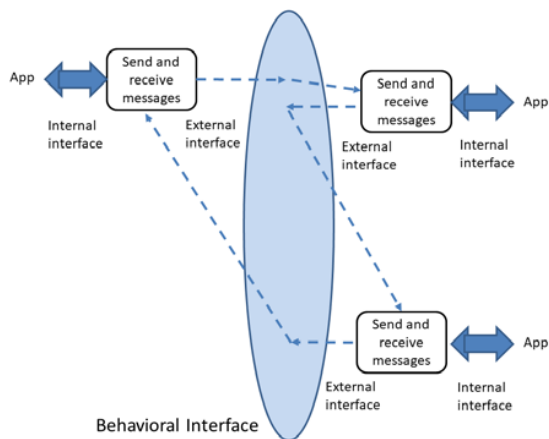 Send and
receive
messages
App
Internal
interface
External
interface
Send and
receive
messages
App
External
interface
Internal
interface
Send and
receive
messages
App
External
interface
Internal
interface
Behavioral Interface